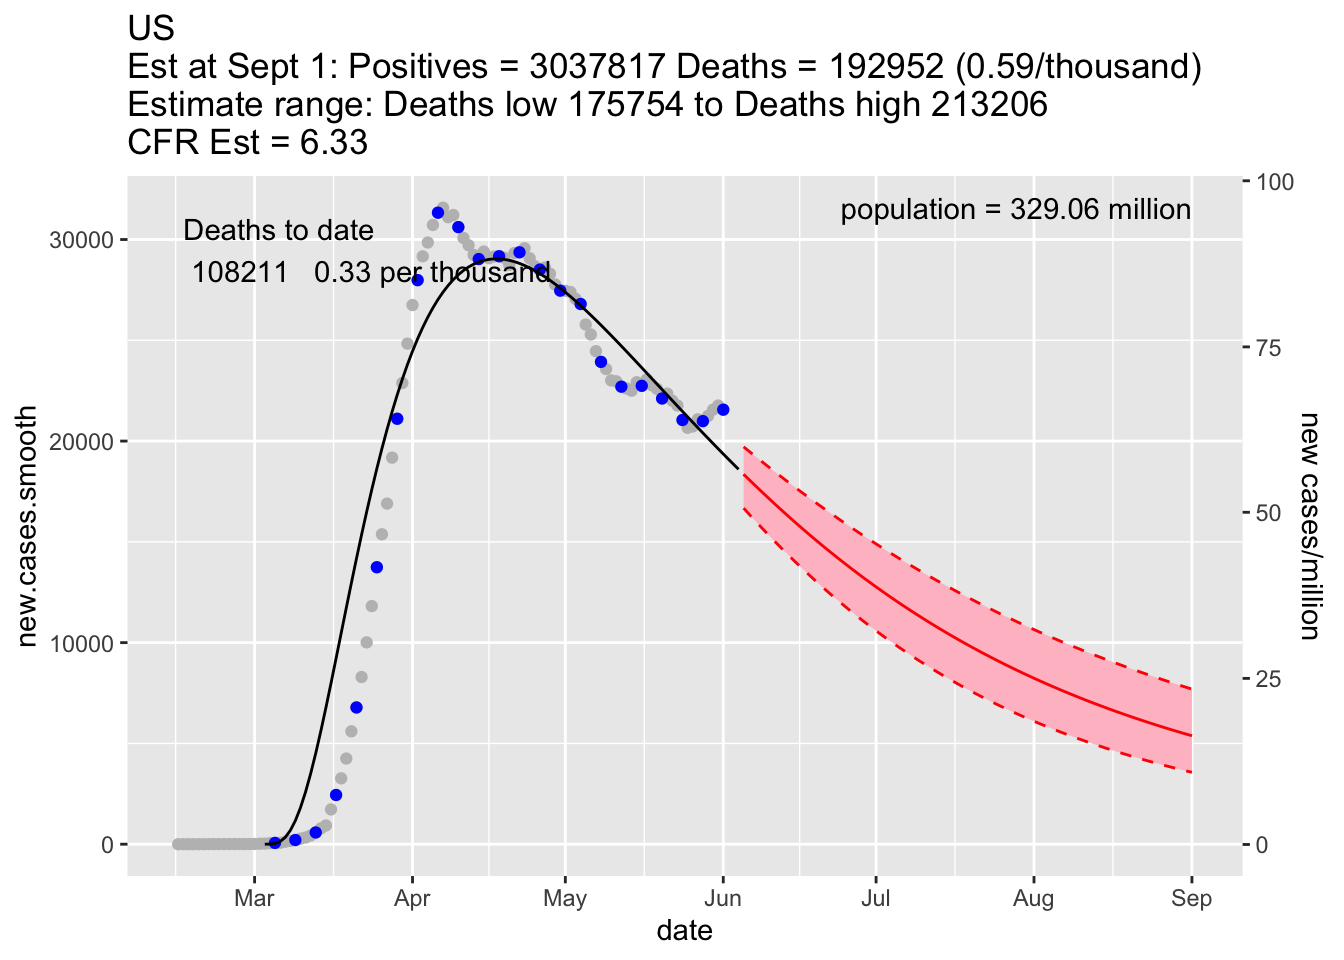 US
Est at Sept 1: Positives = 3037817 Deaths = 192952 (0.59/thousand)
Estimate range: Deaths low 175754 to Deaths high 213206
CFR Est = 6.33
Deaths to date
108211 0.33 per thousand
population = 329.06 million
30000
20000
10000
0
new.cases.smooth
100
75
50
25
0
new cases/million
Mar Apr May Jun Jul Aug Sep
date